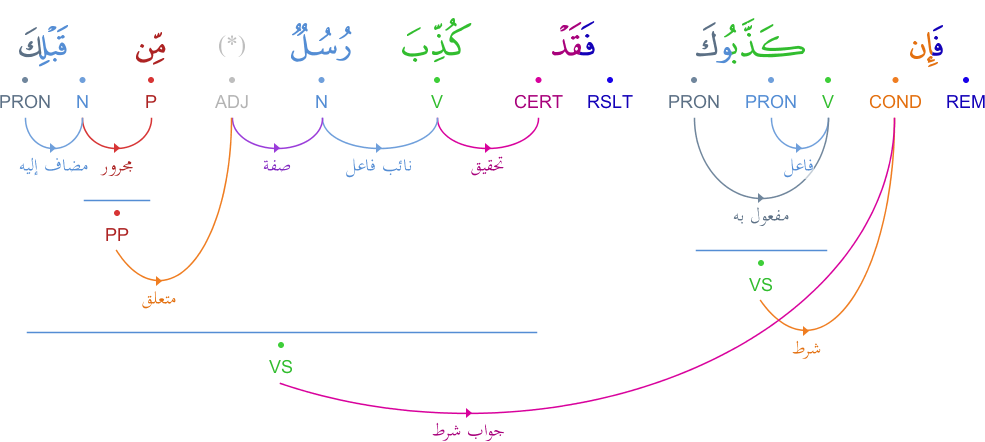 فَإِن كَذَّبُوكَ فَقَدْ كُذِّبَ رُسُلٌ (*) مِّن قَبْلِكَ
PRON N P ADJ N V CERT RSLT PRON PRON V COND REM
مضاف إليه مجرور صفة نائب فاعل تحقيق فاعل
مفعول به
PP
متعلق
VS
شرط
VS
جواب شرط